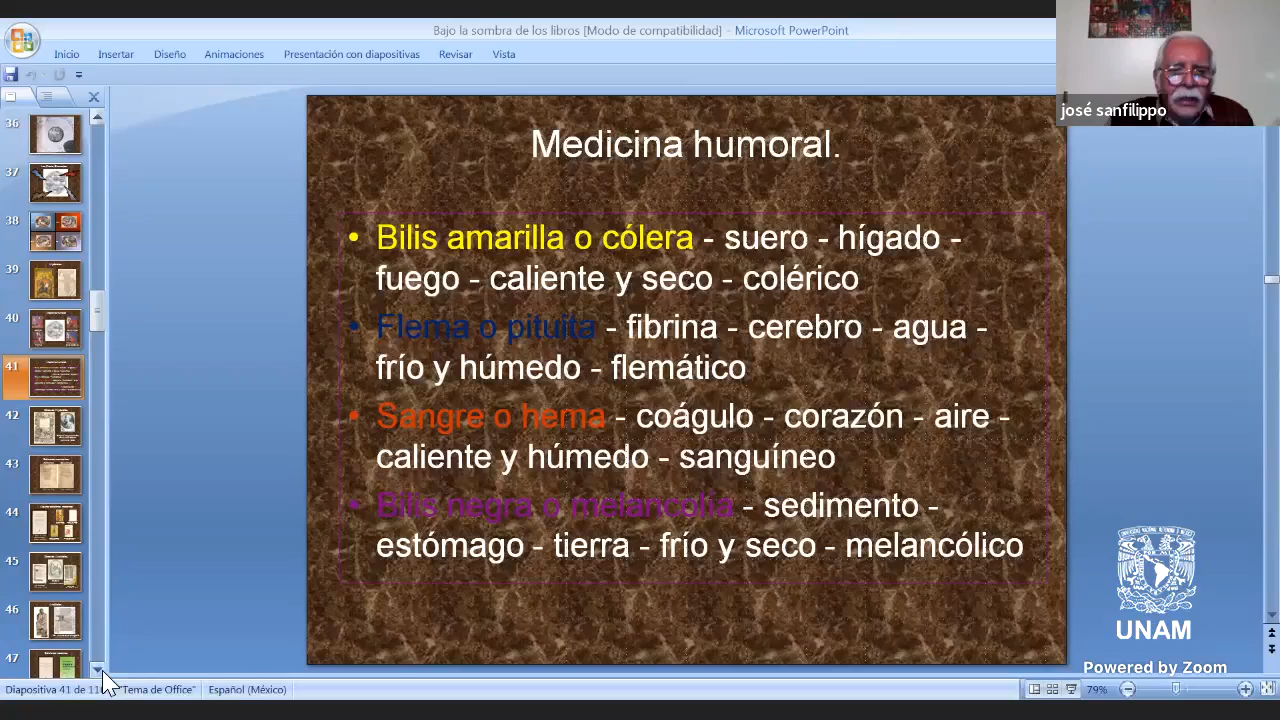 Bajo la sombra de los libros [Modo de compatibilidad] - Microsoft PowerPoint
Inicio Insertar Diseño Animaciones Presentación con diapositivas Revisar Vista
josé sanfilippo
36
37
38
39
40
41
42
43
44
45
46
47
Medicina humoral.
• Bilis amarilla o cólera - suero - hígado -
fuego - caliente y seco - colérico
• Flema o pituita - fibrina - cerebro - agua -
frío y húmedo - flemático
• Sangre o hema - coágulo - corazón - aire -
caliente y húmedo - sanguíneo
• Bilis negra o melancolia - sedimento -
estómago - tierra - frío y seco - melancólico
UNAM
Powered by Zoom
Diapositiva 41 de "Tema de Office" Español (México) 79%